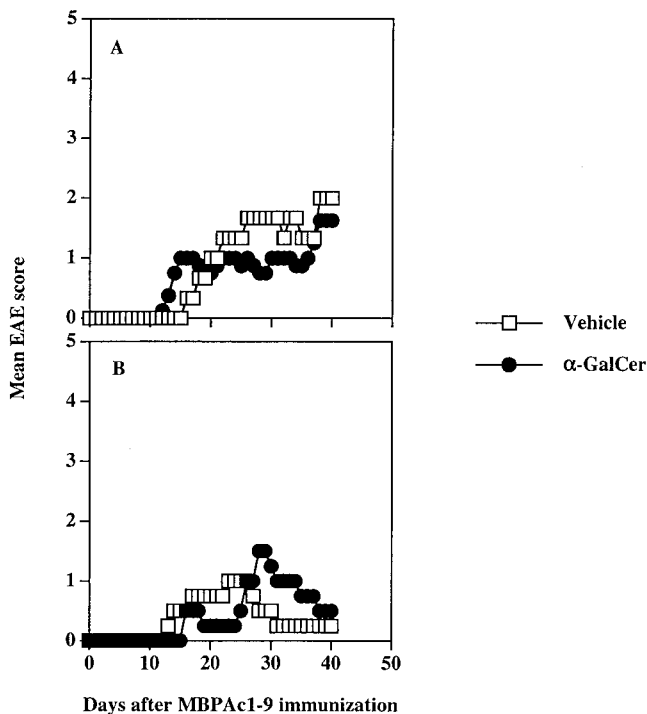 5
A
4
3
2
1
0
Mean EAE score
Vehicle
α-GalCer
5
B
4
3
2
1
0
0 10 20 30 40 50
Days after MBPAc1-9 immunization